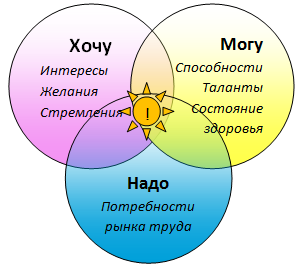 Хочу
Интересы
Желания
Стремления
Могу
Способности
Таланты
Состояние
здоровья
!
Надо
Потребности
рынка труда